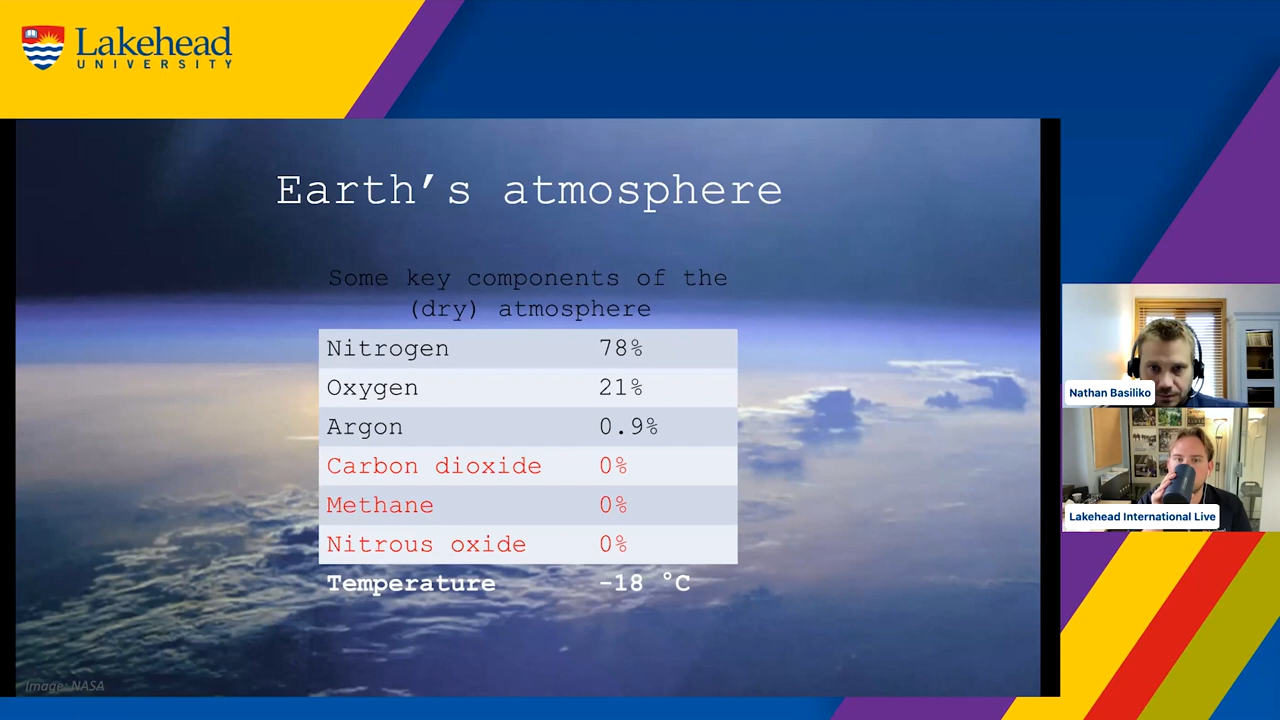 Lakehead
UNIVERSITY
Earth’s atmosphere
Some key components of the
(dry) atmosphere
Nitrogen 78%
Oxygen 21%
Argon 0.9%
Carbon dioxide 0%
Methane 0%
Nitrous oxide 0%
Temperature -18 °C
Image: NASA
Nathan Basiliko
Lakehead International Live